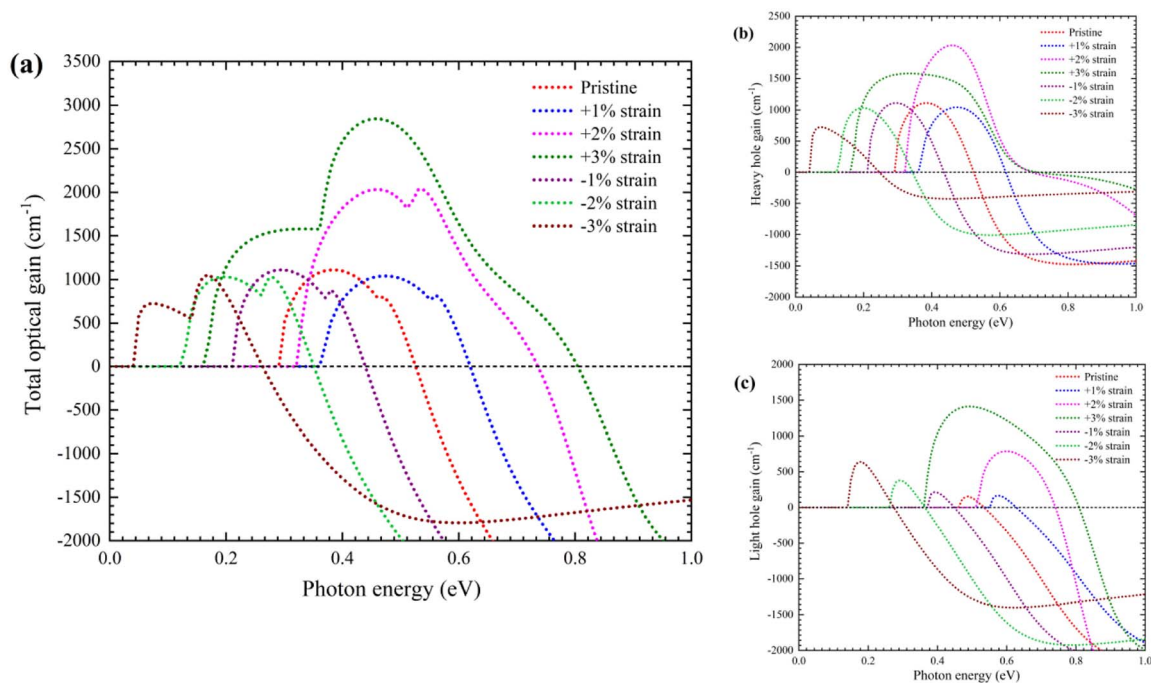 (a)
3500
3000
2500
2000
1500
1000
500
0
-500
-1000
-1500
-2000
Total optical gain (cm⁻¹)
0.0 0.2 0.4 0.6 0.8 1.0
Photon energy (eV)
Pristine
+1% strain
+2% strain
+3% strain
-1% strain
-2% strain
-3% strain
(b)
2500
2000
1500
1000
500
0
-500
-1000
-1500
-2000
Heavy hole gain (cm⁻¹)
0.0 0.2 0.4 0.6 0.8 1.0
Photon energy (eV)
Pristine
+1% strain
+2% strain
+3% strain
-1% strain
-2% strain
-3% strain
(c)
2000
1500
1000
500
0
-500
-1000
-1500
-2000
Light hole gain (cm⁻¹)
0.0 0.2 0.4 0.6 0.8 1.0
Photon energy (eV)
Pristine
+1% strain
+2% strain
+3% strain
-1% strain
-2% strain
-3% strain